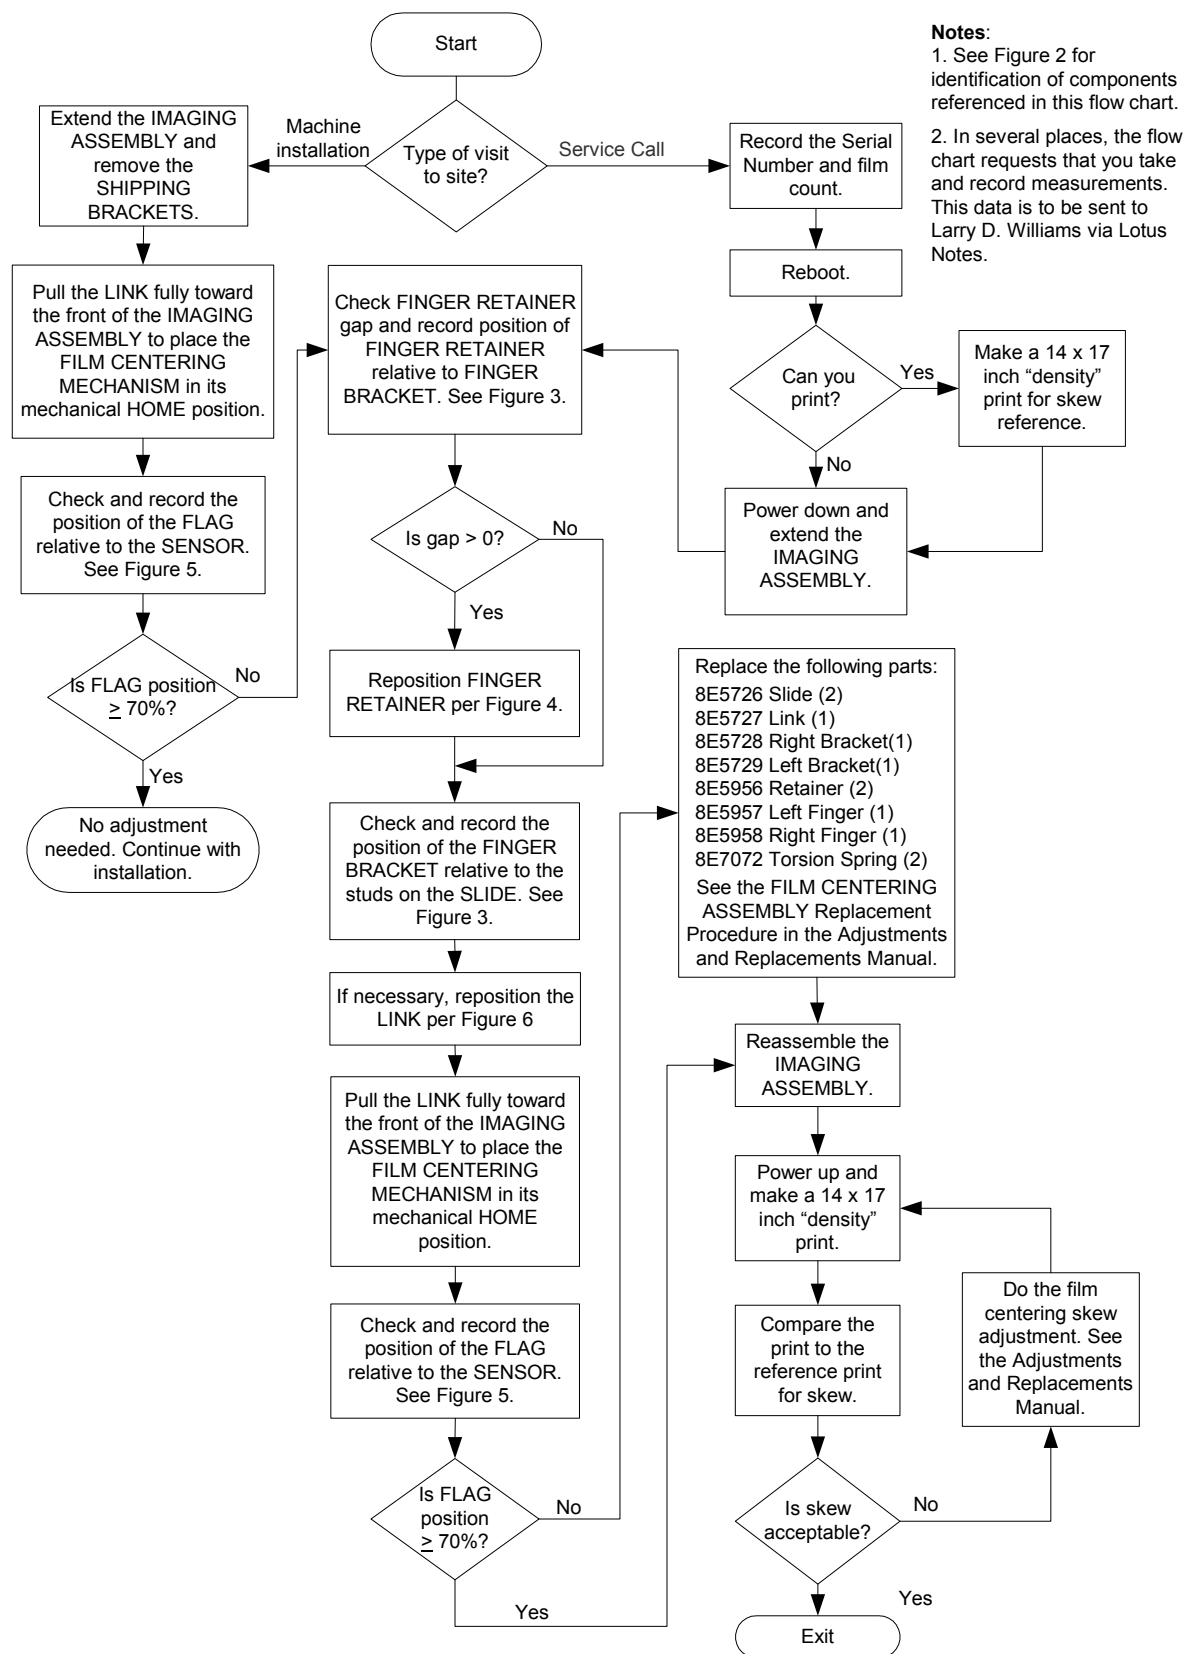 Start
Notes:
1. See Figure 2 for
identification of components
referenced in this flow chart.
2. In several places, the flow
chart requests that you take
and record measurements.
This data is to be sent to
Larry D. Williams via Lotus
Notes.
Type of visit
to site?
Machine
installation
Service Call
Extend the IMAGING
ASSEMBLY and
remove the
SHIPPING
BRACKETS.
Pull the LINK fully toward
the front of the IMAGING
ASSEMBLY to place the
FILM CENTERING
MECHANISM in its
mechanical HOME position.
Check and record the
position of the FLAG
relative to the SENSOR.
See Figure 5.
Is FLAG position
≥ 70%?
No
Yes
No adjustment
needed. Continue with
installation.
Record the Serial
Number and film
count.
Reboot.
Can you
print?
Yes
Make a 14 x 17
inch “density”
print for skew
reference.
No
Power down and
extend the
IMAGING
ASSEMBLY.
Check FINGER RETAINER
gap and record position of
FINGER RETAINER
relative to FINGER
BRACKET. See Figure 3.
Is gap > 0?
No
Yes
Reposition FINGER
RETAINER per Figure 4.
Check and record the
position of the FINGER
BRACKET relative to the
studs on the SLIDE. See
Figure 3.
If necessary, reposition the
LINK per Figure 6
Pull the LINK fully toward
the front of the IMAGING
ASSEMBLY to place the
FILM CENTERING
MECHANISM in its
mechanical HOME
position.
Check and record the
position of the FLAG
relative to the SENSOR.
See Figure 5.
Is FLAG
position
≥ 70%?
No
Yes
Replace the following parts:
8E5726 Slide (2)
8E5727 Link (1)
8E5728 Right Bracket(1)
8E5729 Left Bracket(1)
8E5956 Retainer (2)
8E5957 Left Finger (1)
8E5958 Right Finger (1)
8E7072 Torsion Spring (2)
See the FILM CENTERING
ASSEMBLY Replacement
Procedure in the Adjustments
and Replacements Manual.
Reassemble the
IMAGING
ASSEMBLY.
Power up and
make a 14 x 17
inch “density”
print.
Compare the
print to the
reference print
for skew.
Is skew
acceptable?
No
Do the film
centering skew
adjustment. See
the Adjustments
and Replacements
Manual.
Yes
Exit